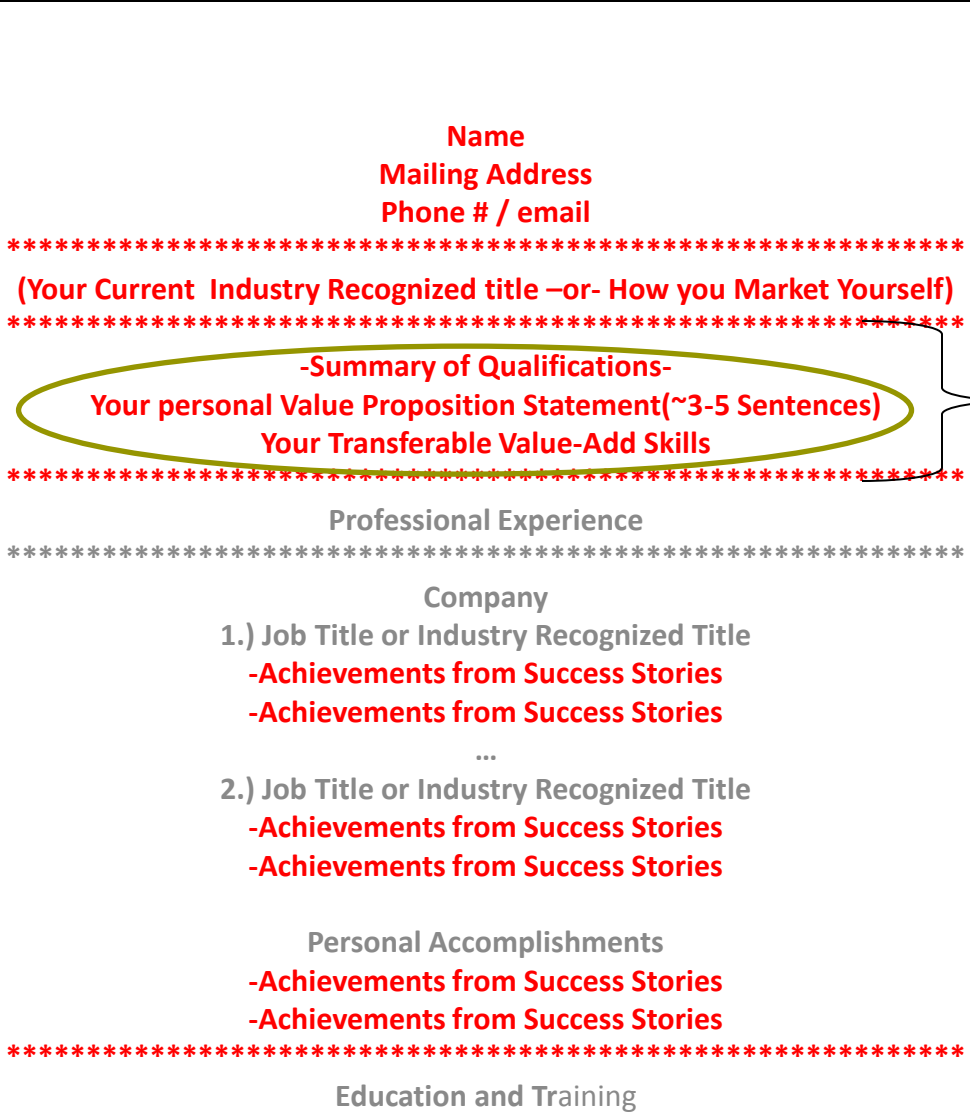 Name
Mailing Address
Phone # / email
************************************************************
(Your Current  Industry Recognized title –or- How you Market Yourself)
************************************************************
-Summary of Qualifications-
Your personal Value Proposition Statement(~3-5 Sentences)
Your Transferable Value-Add Skills
************************************************************
Professional Experience
************************************************************
Company
1.) Job Title or Industry Recognized Title
-Achievements from Success Stories
-Achievements from Success Stories
…
2.) Job Title or Industry Recognized Title
-Achievements from Success Stories
-Achievements from Success Stories
Personal Accomplishments
-Achievements from Success Stories
-Achievements from Success Stories
************************************************************
Education and Training